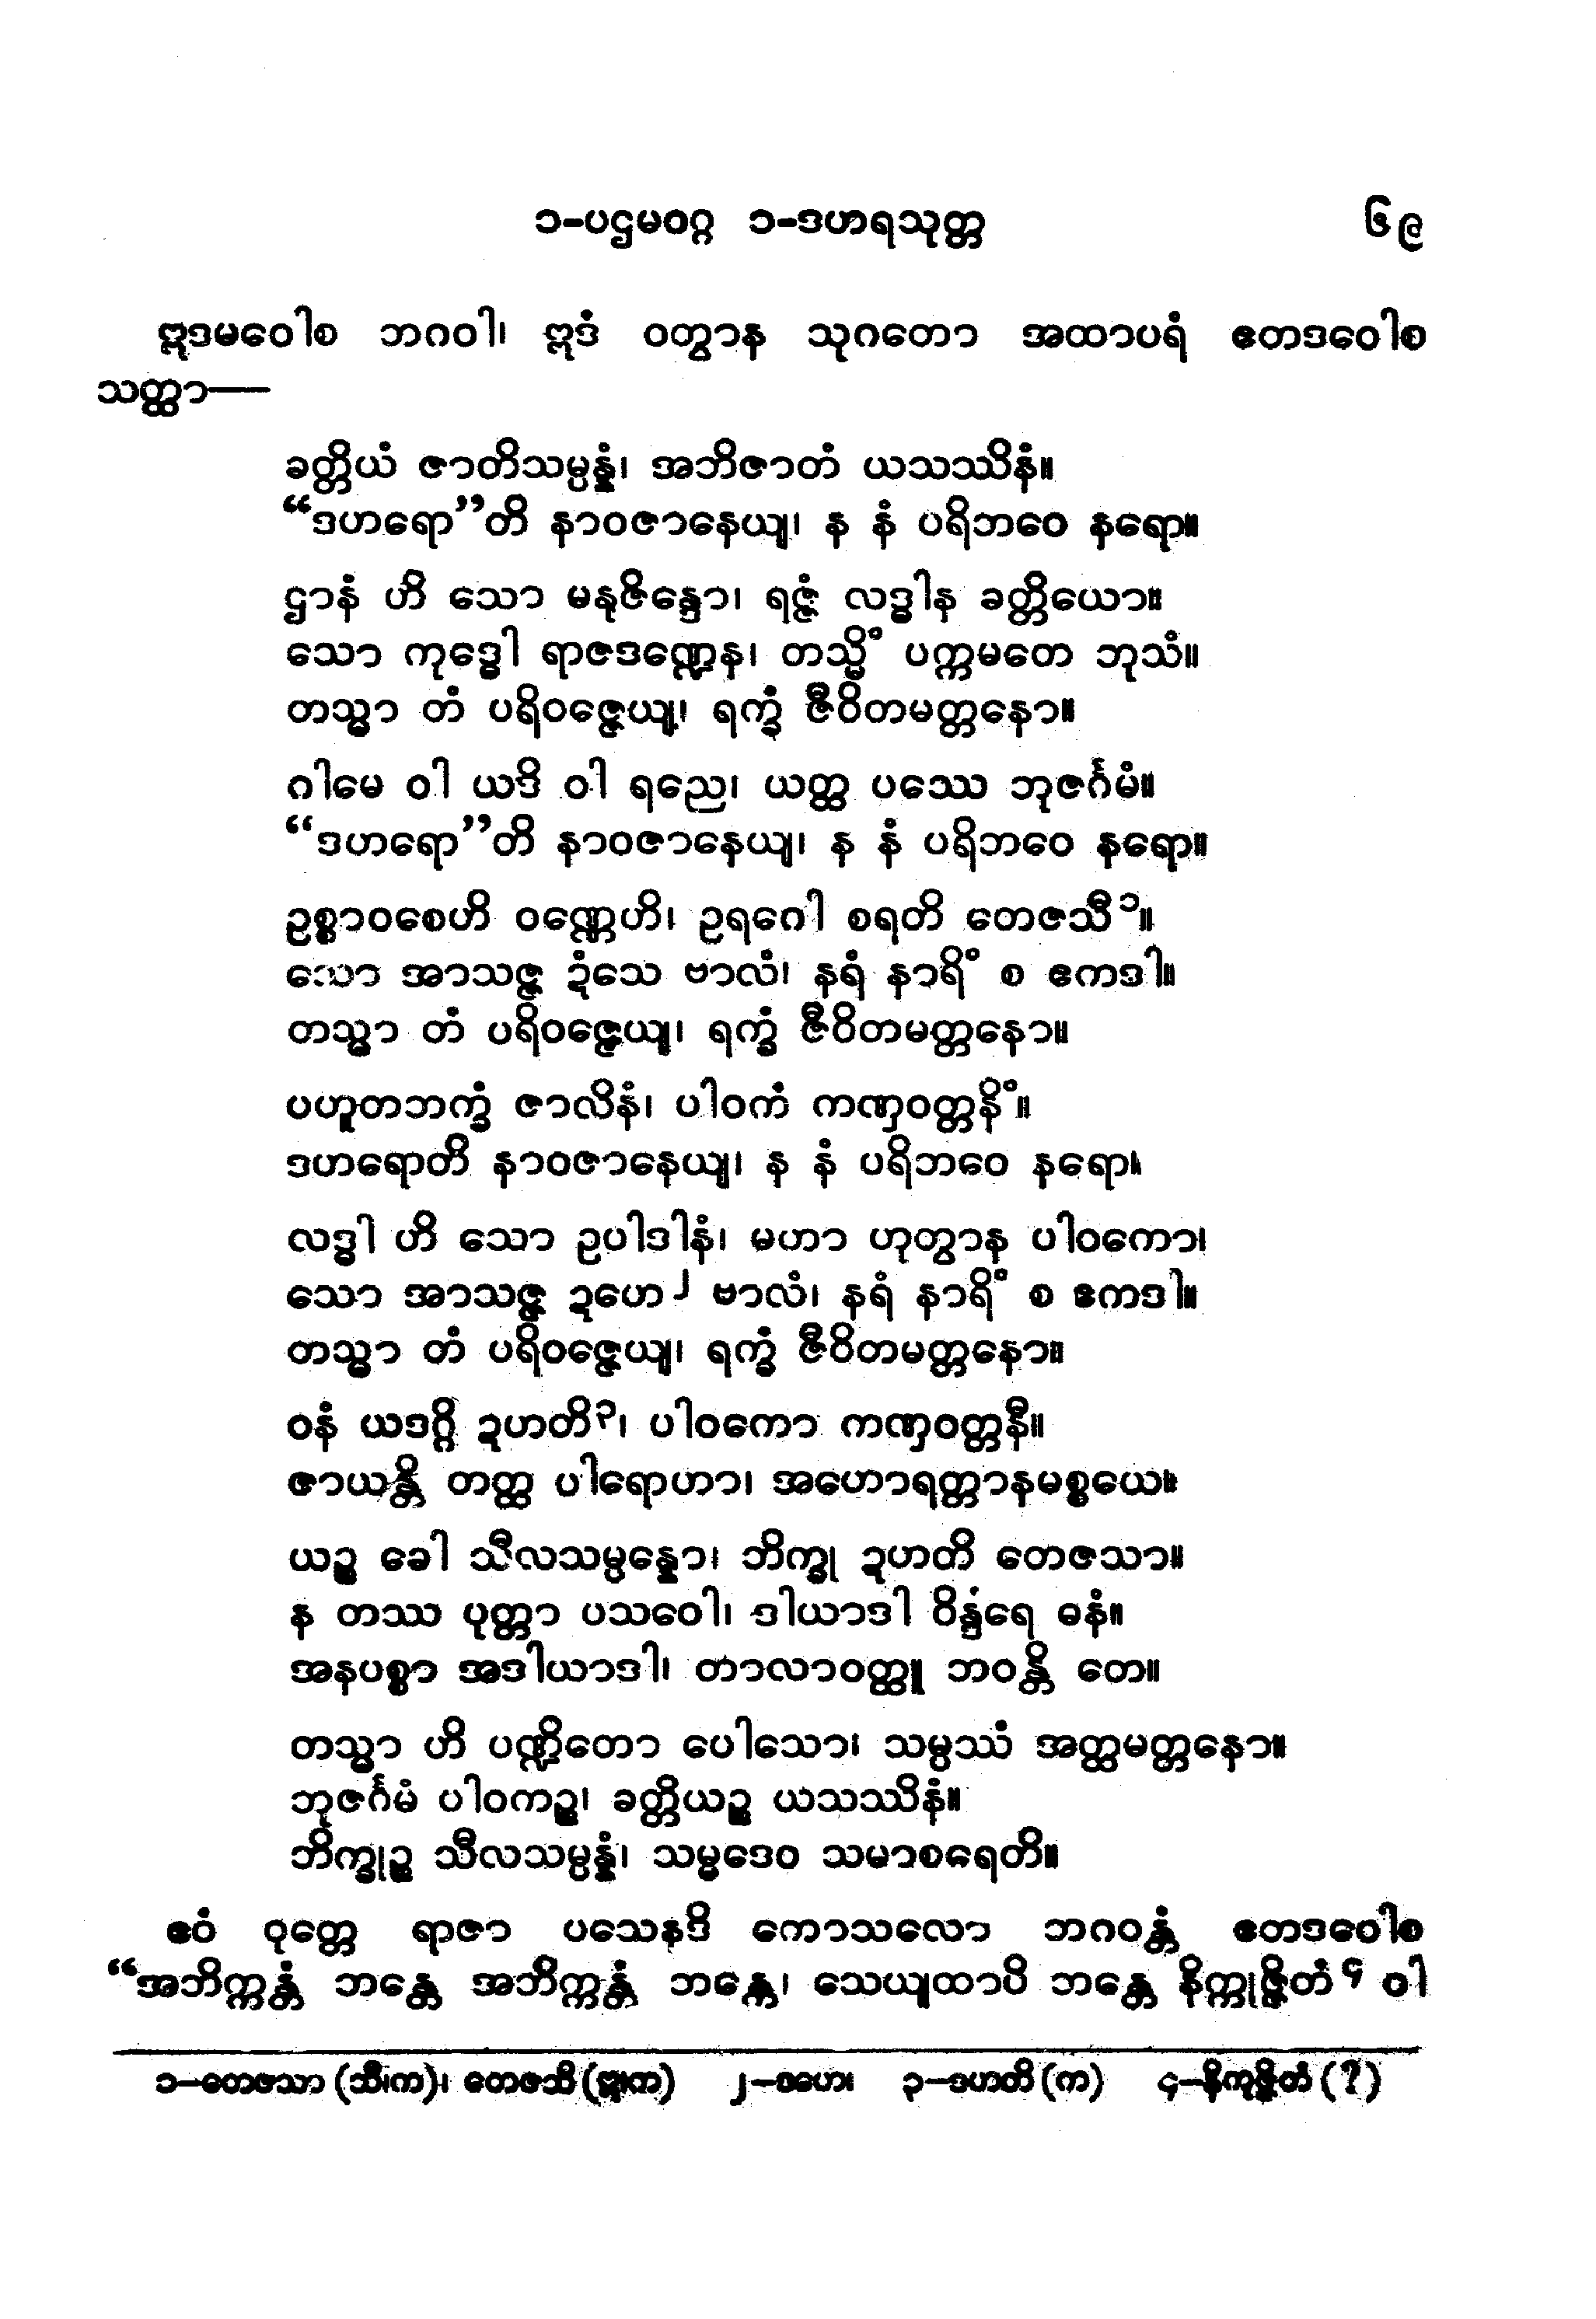 ၁-ပဌမဝဂ္ဂ ၁-ဒဟရသုတ္တ ၆၉
ဣဒမဝေါစ ဘဂဝါ၊ ဣဒံ ဝတွာန သုဂတော အထာပရံ ဧတဒဝေါစ
သတ္ထာ—
ခတ္တိယံ ဇာတိသမ္ပန္နံ၊ အဘိဇာတံ ယသဿိနံ။
“ဒဟရော”တိ နာဝဇာနေယျ၊ န နံ ပရိဘဝေ နရော။
ဌာနံ ဟိ သော မနုဇိန္ဒော၊ ရဇ္ဇံ လဒ္ဓါန ခတ္တိယော။
သော ကုဒ္ဓေါ ရာဇဒဏ္ဍေန၊ တသ္မိံ ပက္ကမတေ ဘုသံ။
တသ္မာ တံ ပရိဝဇ္ဇေယျ၊ ရက္ခံ ဇီဝိတမတ္တနော။
ဂါမေ ဝါ ယဒိ ဝါ ရညေ၊ ယတ္ထ ပဿေ ဘုဇင်္ဂမံ။
“ဒဟရော”တိ နာဝဇာနေယျ၊ န နံ ပရိဘဝေ နရော။
ဥစ္စာဝစေဟိ ဝဏ္ဏေဟိ၊ ဥရဂေါ စရတိ တေဇသီ၁။
သော အာသဇ္ဇ ဍံသေ ဗာလံ၊ နရံ နာရိံ စ ဧကဒါ။
တသ္မာ တံ ပရိဝဇ္ဇေယျ၊ ရက္ခံ ဇီဝိတမတ္တနော။
ပဟူတဘက္ခံ ဇာလိနံ၊ ပါဝကံ ကဏှဝတ္တနိံ။
ဒဟရောတိ နာဝဇာနေယျ၊ န နံ ပရိဘဝေ နရော။
လဒ္ဓါ ဟိ သော ဥပါဒါနံ၊ မဟာ ဟုတွာန ပါဝကော၊
သော အာသဇ္ဇ ဍဟေ၂ ဗာလံ၊ နရံ နာရိံ စ ဧကဒါ။
တသ္မာ တံ ပရိဝဇ္ဇေယျ၊ ရက္ခံ ဇီဝိတမတ္တနော။
ဝနံ ယဒဂ္ဂိ ဍဟတိ၃၊ ပါဝကော ကဏှဝတ္တနီ။
ဇာယန္တိ တတ္ထ ပါရောဟာ၊ အဟောရတ္တာနမစ္စယေ။
ယဉ္စ ခေါ သီလသမ္ပန္နော၊ ဘိက္ခု ဍဟတိ တေဇသာ။
န တဿ ပုတ္တာ ပသဝေါ၊ ဒါယာဒါ ဝိန္ဒံရေ ဓနံ။
အနပစ္စာ အဒါယာဒါ၊ တာလာဝတ္ထူ ဘဝန္တိ တေ။
တသ္မာ ဟိ ပဏ္ဍိတော ပေါသော၊ သမ္ပဿံ အတ္ထမတ္တနော။
ဘုဇင်္ဂမံ ပါဝကဉ္စ၊ ခတ္တိယဉ္စ ယသဿိနံ။
ဘိက္ခုဉ္စ သီလသမ္ပန္နံ၊ သမ္မဒေဝ သမာစရေတိ။
ဧဝံ ဝုတ္တေ ရာဇာ ပသေနဒိ ကောသလော ဘဂဝန္တံ ဧတဒဝေါစ
“အဘိက္ကန္တံ ဘန္တေ အဘိက္ကန္တံ ဘန္တေ၊ သေယျထာပိ ဘန္တေ နိက္ကုဇ္ဇိတံ၄ ဝါ
၁—တေဇသာ (သီ၊က)၊ တေဇသိ (ဣ၊က) ၂—ဒဟေ၊ ၃—ဒဟတိ (က) ၄—နိကုဇ္ဇိတံ (?)